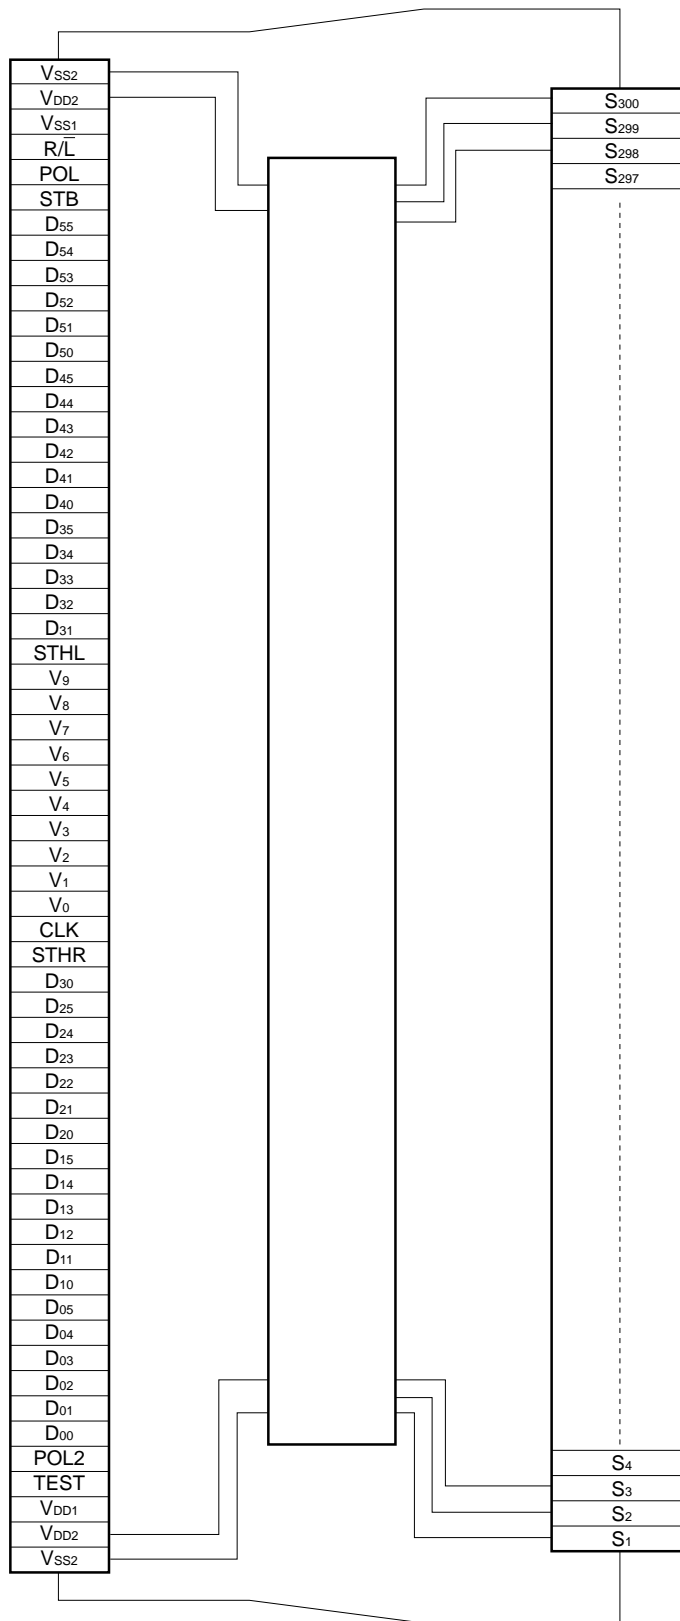 VSS2
VDD2
VSS1
R/L̅
POL
STB
D55
D54
D53
D52
D51
D50
D45
D44
D43
D42
D41
D40
D35
D34
D33
D32
D31
STHL
V9
V8
V7
V6
V5
V4
V3
V2
V1
V0
CLK
STHR
D30
D25
D24
D23
D22
D21
D20
D15
D14
D13
D12
D11
D10
D05
D04
D03
D02
D01
D00
POL2
TEST
VDD1
VDD2
VSS2
S300
S299
S298
S297
S4
S3
S2
S1